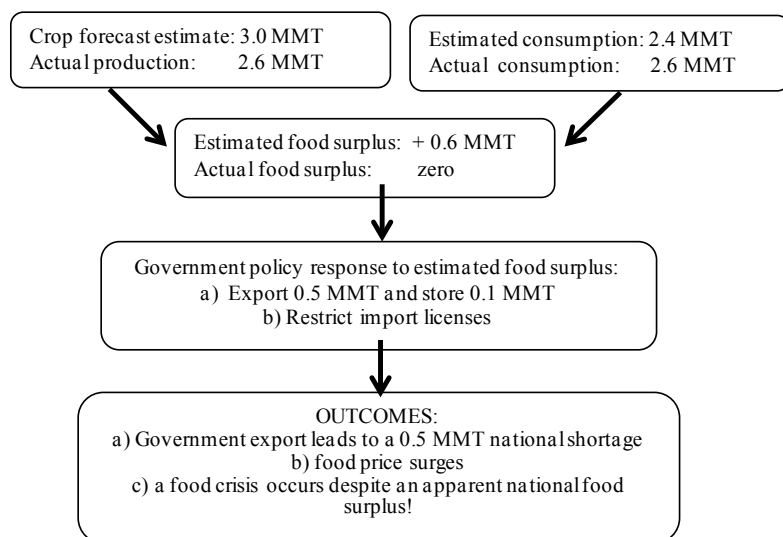 Crop forecast estimate: 3.0 MMT
Actual production: 2.6 MMT
Estimated consumption: 2.4 MMT
Actual consumption: 2.6 MMT
Estimated food surplus: + 0.6 MMT
Actual food surplus: zero
Government policy response to estimated food surplus:
a) Export 0.5 MMT and store 0.1 MMT
b) Restrict import licenses
OUTCOMES:
a) Government export leads to a 0.5 MMT national shortage
b) food price surges
c) a food crisis occurs despite an apparent national food
surplus!